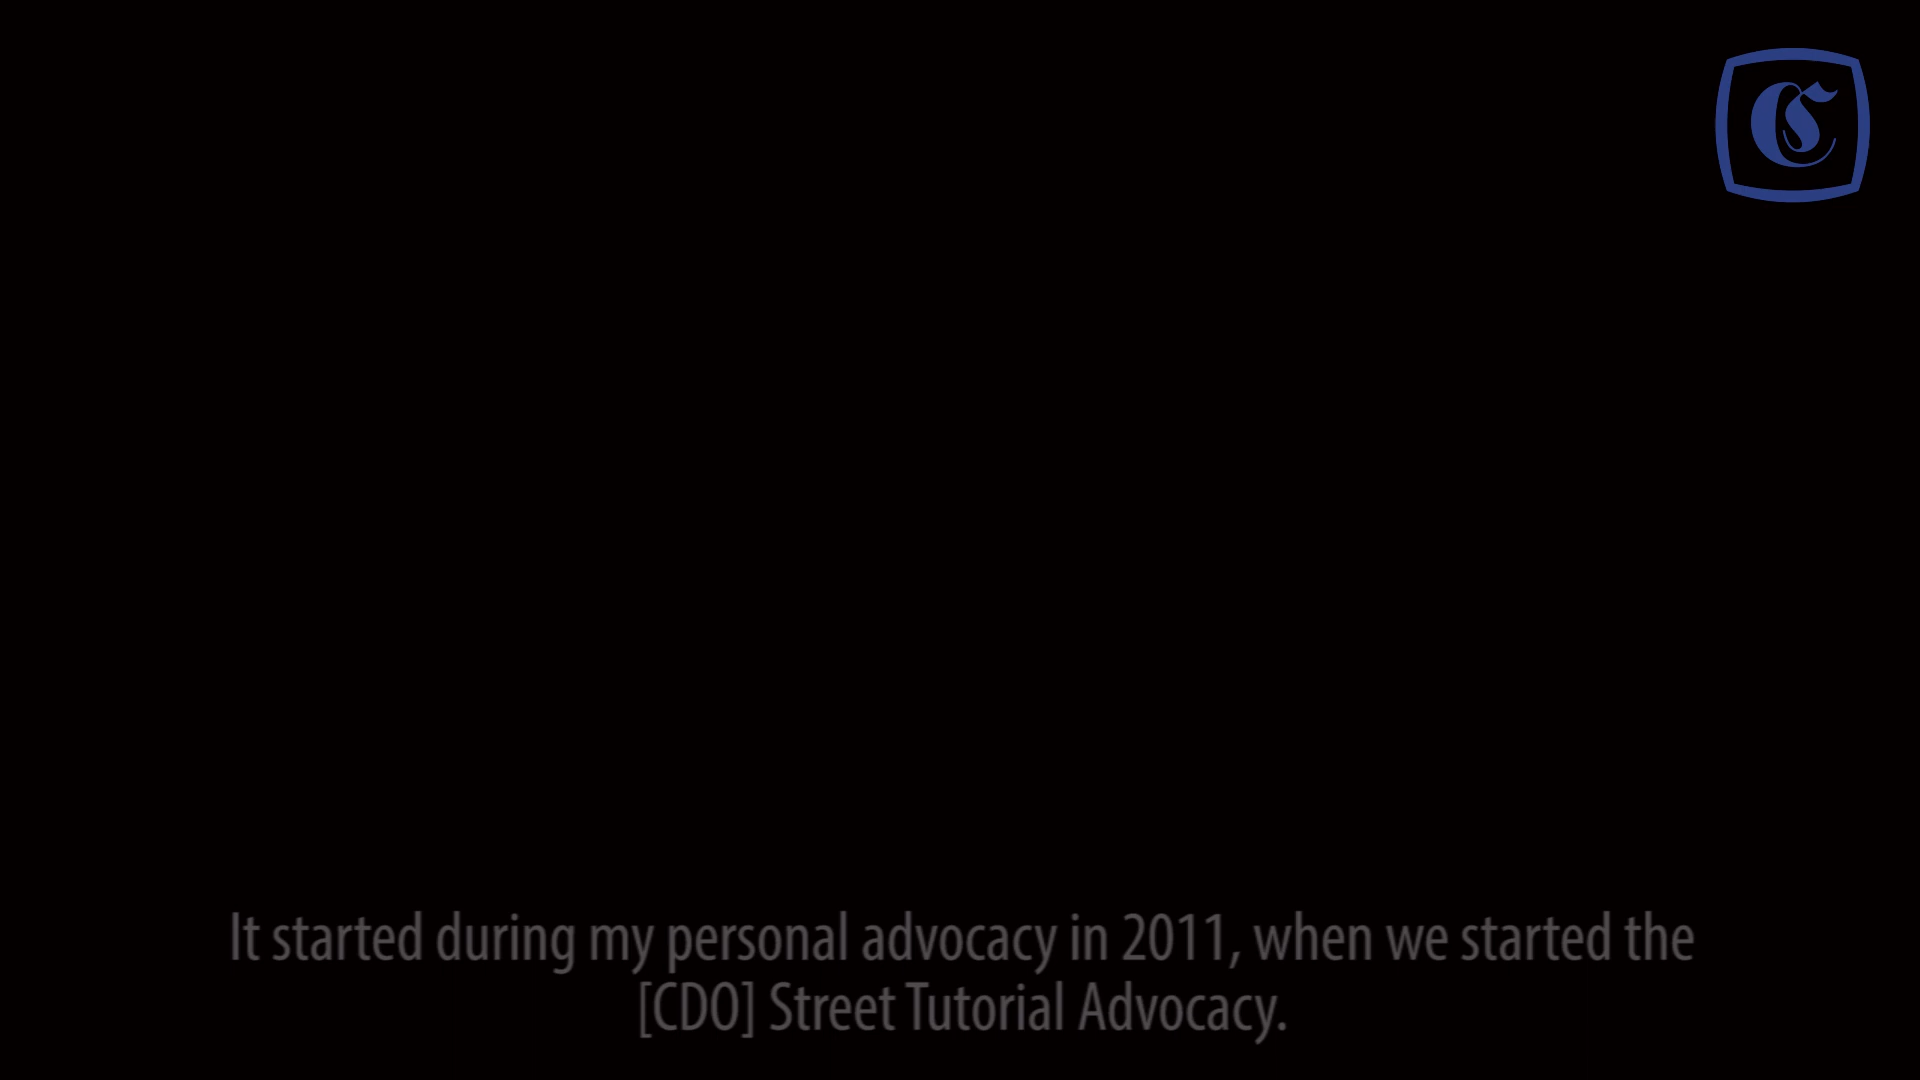 It started during my personal advocacy in 2011, when we started the
[CDO] Street Tutorial Advocacy.